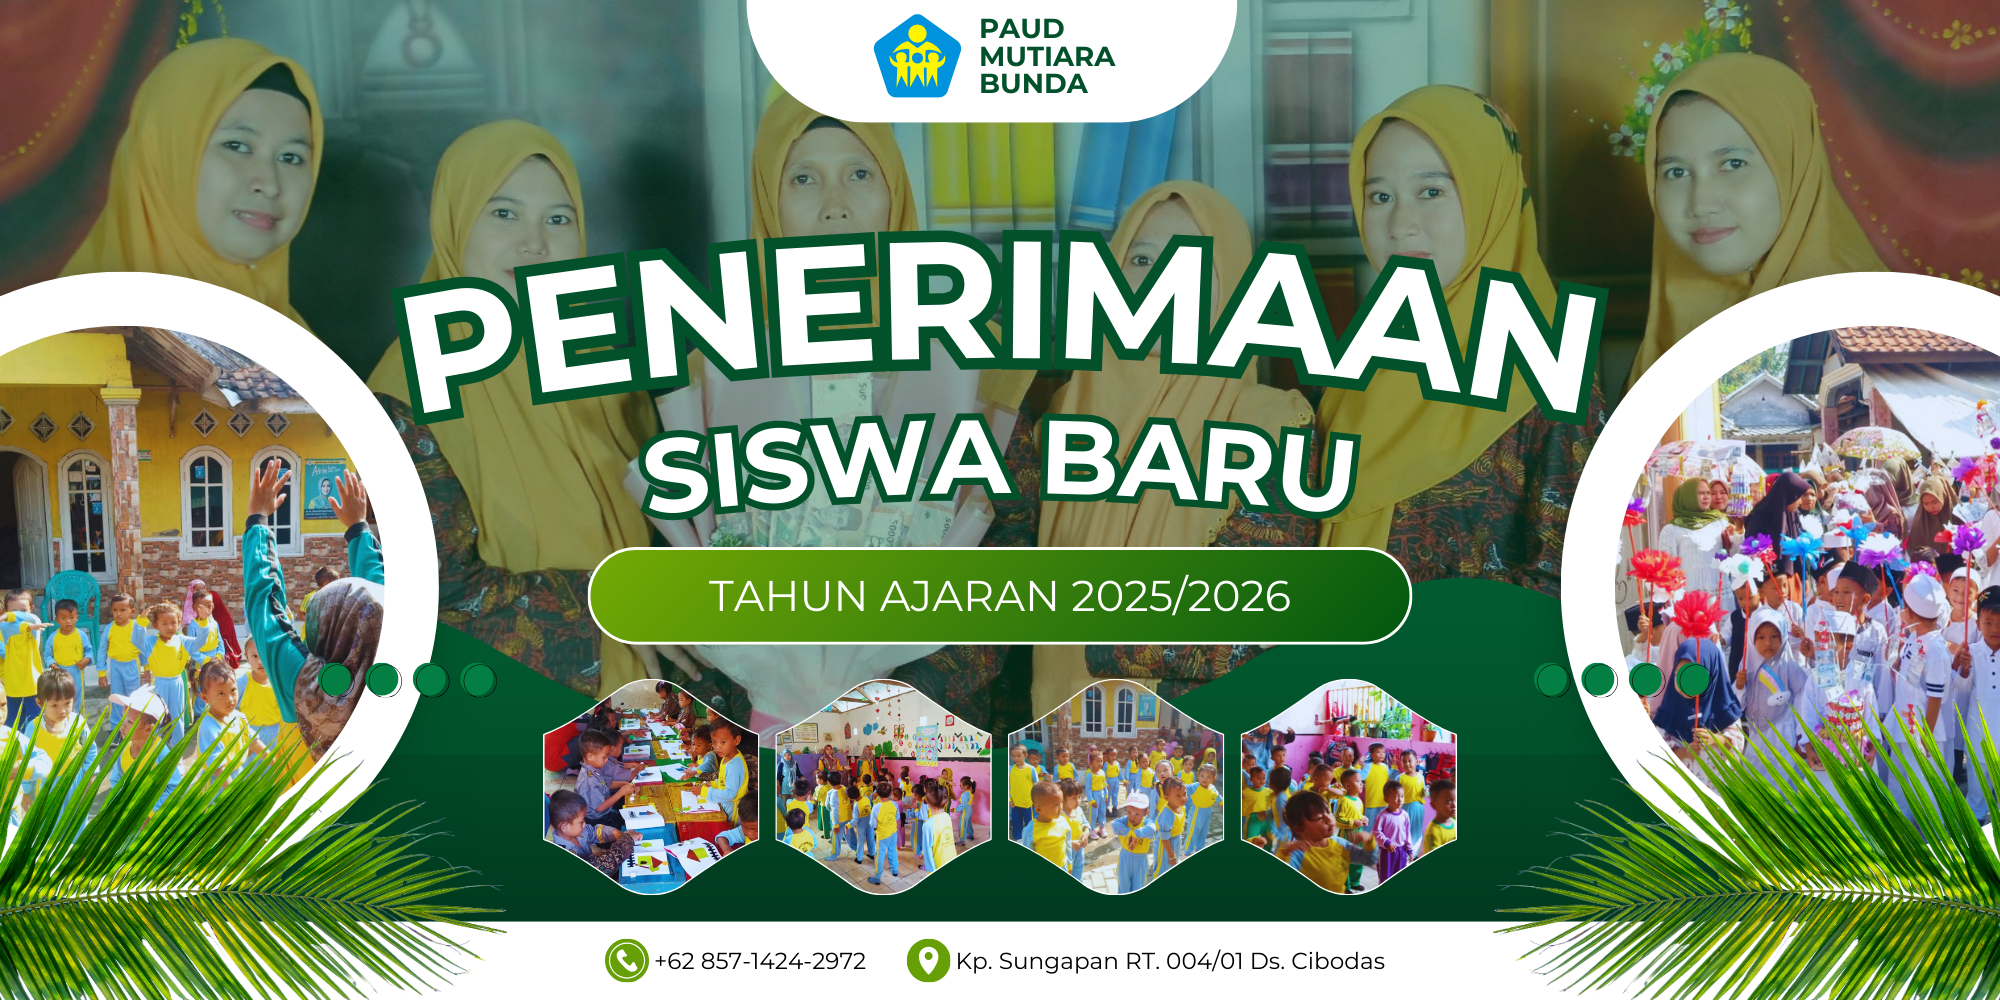 PAUD
MUTIARA
BUNDA
PENERIMAAN
SISWA BARU
TAHUN AJARAN 2025/2026
+62 857-1424-2972
Kp. Sungapan RT. 004/01 Ds. Cibodas